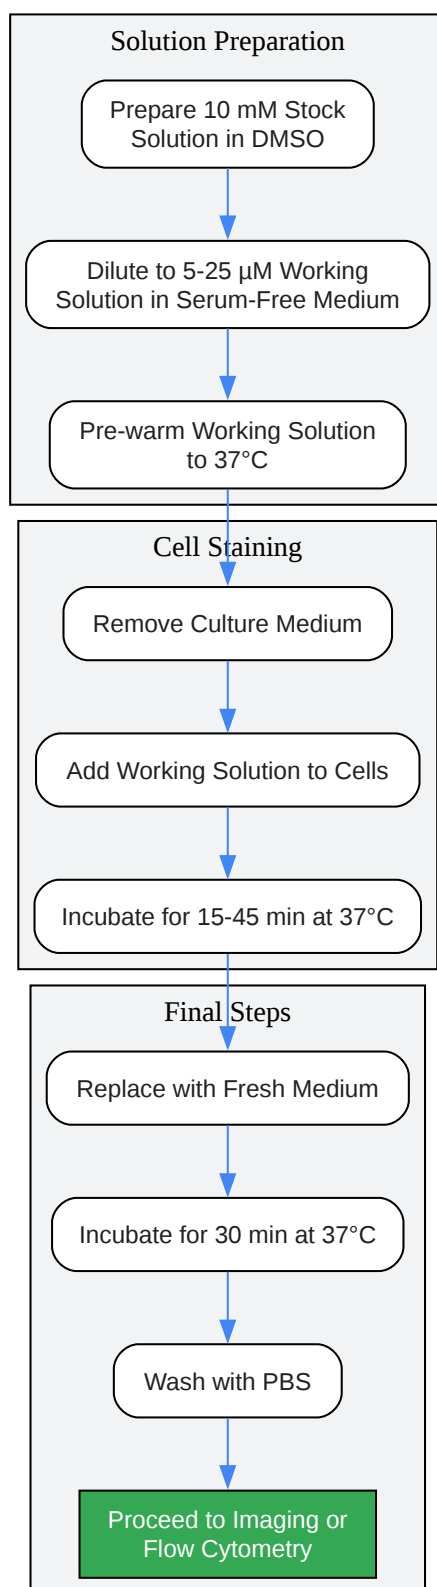 Solution Preparation
Prepare 10 mM Stock
Solution in DMSO
Dilute to 5-25 µM Working
Solution in Serum-Free Medium
Pre-warm Working Solution
to 37°C
Cell Staining
Remove Culture Medium
Add Working Solution to Cells
Incubate for 15-45 min at 37°C
Final Steps
Replace with Fresh Medium
Incubate for 30 min at 37°C
Wash with PBS
Proceed to Imaging or
Flow Cytometry